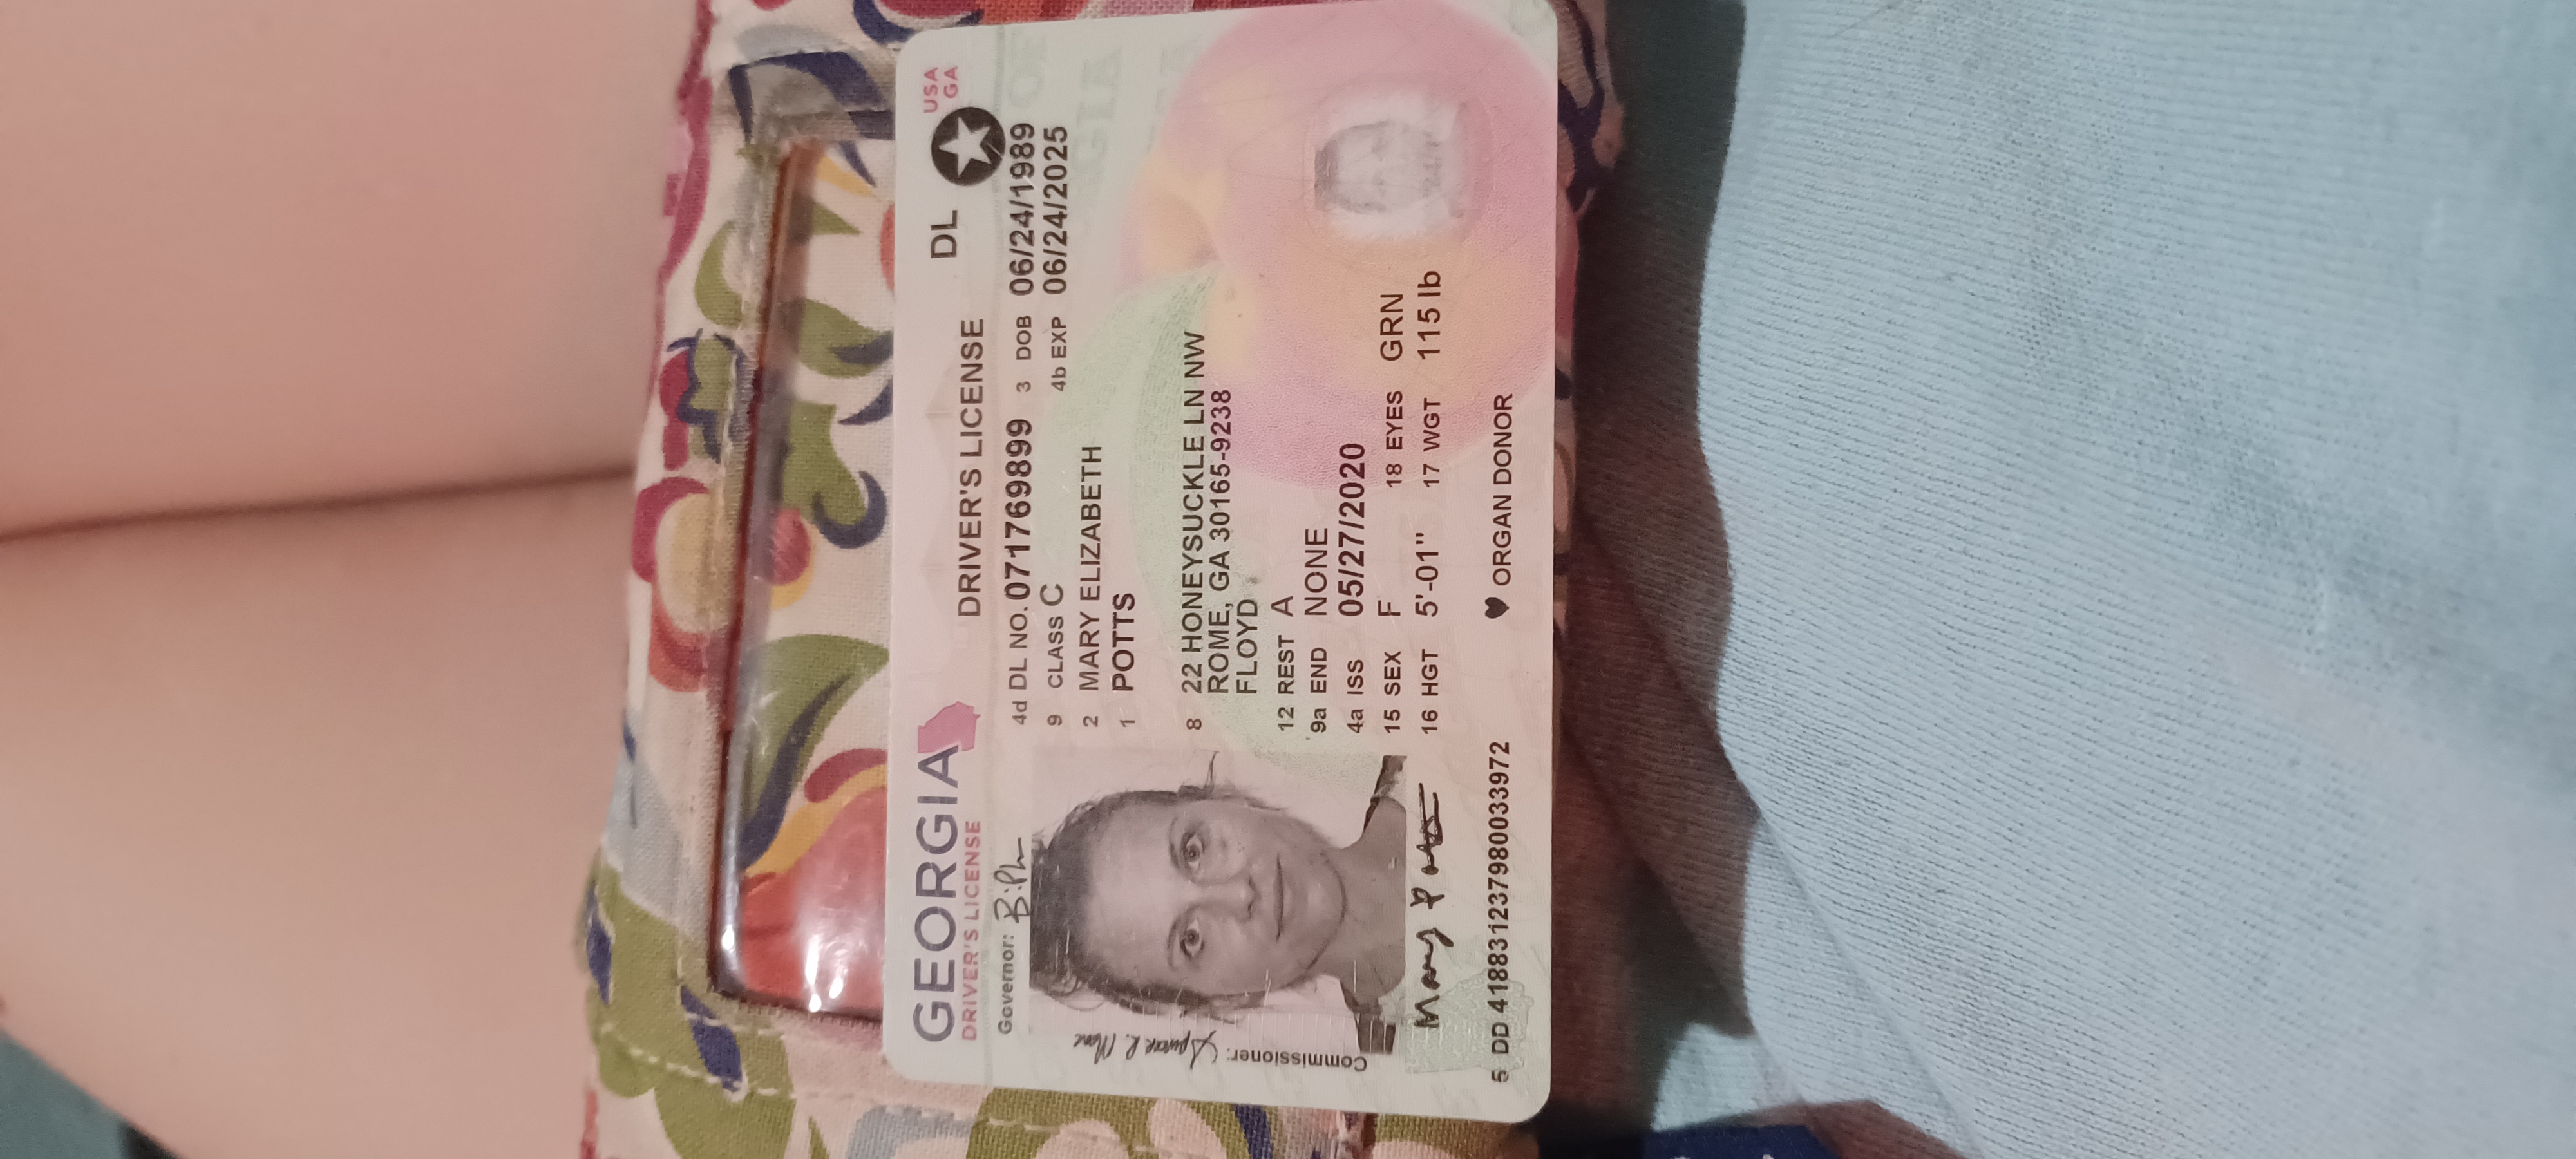 GEORGIA
DRIVER'S LICENSE
DRIVER'S LICENSE DL
USA
GA
Governor:
4d DL NO. 071769899 3 DOB 06/24/1989
9 CLASS C 4b EXP 06/24/2025
2 MARY ELIZABETH
1 POTTS
8 22 HONEYSUCKLE LN NW
ROME, GA 30165-9238
FLOYD
12 REST A
9a END NONE
4a ISS 05/27/2020
15 SEX F 18 EYES GRN
16 HGT 5'-01" 17 WGT 115 lb
Commissioner:
Mary Potts
ORGAN DONOR
5 DD 418831237980033972